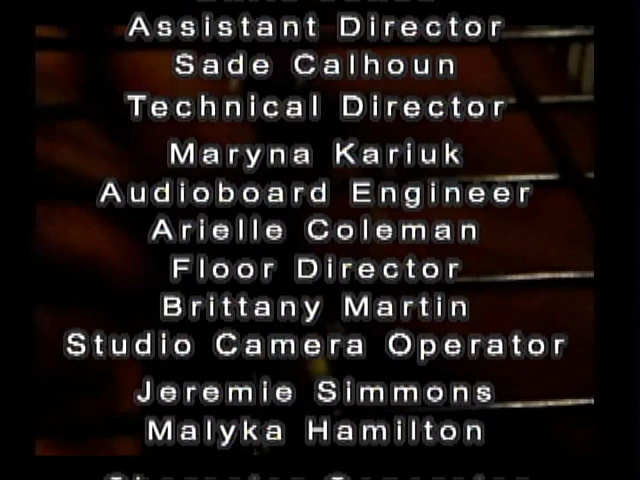 Assistant Director
Sade Calhoun
Technical Director
Maryna Kariuk
Audioboard Engineer
Arielle Coleman
Floor Director
Brittany Martin
Studio Camera Operator
Jeremie Simmons
Malyka Hamilton